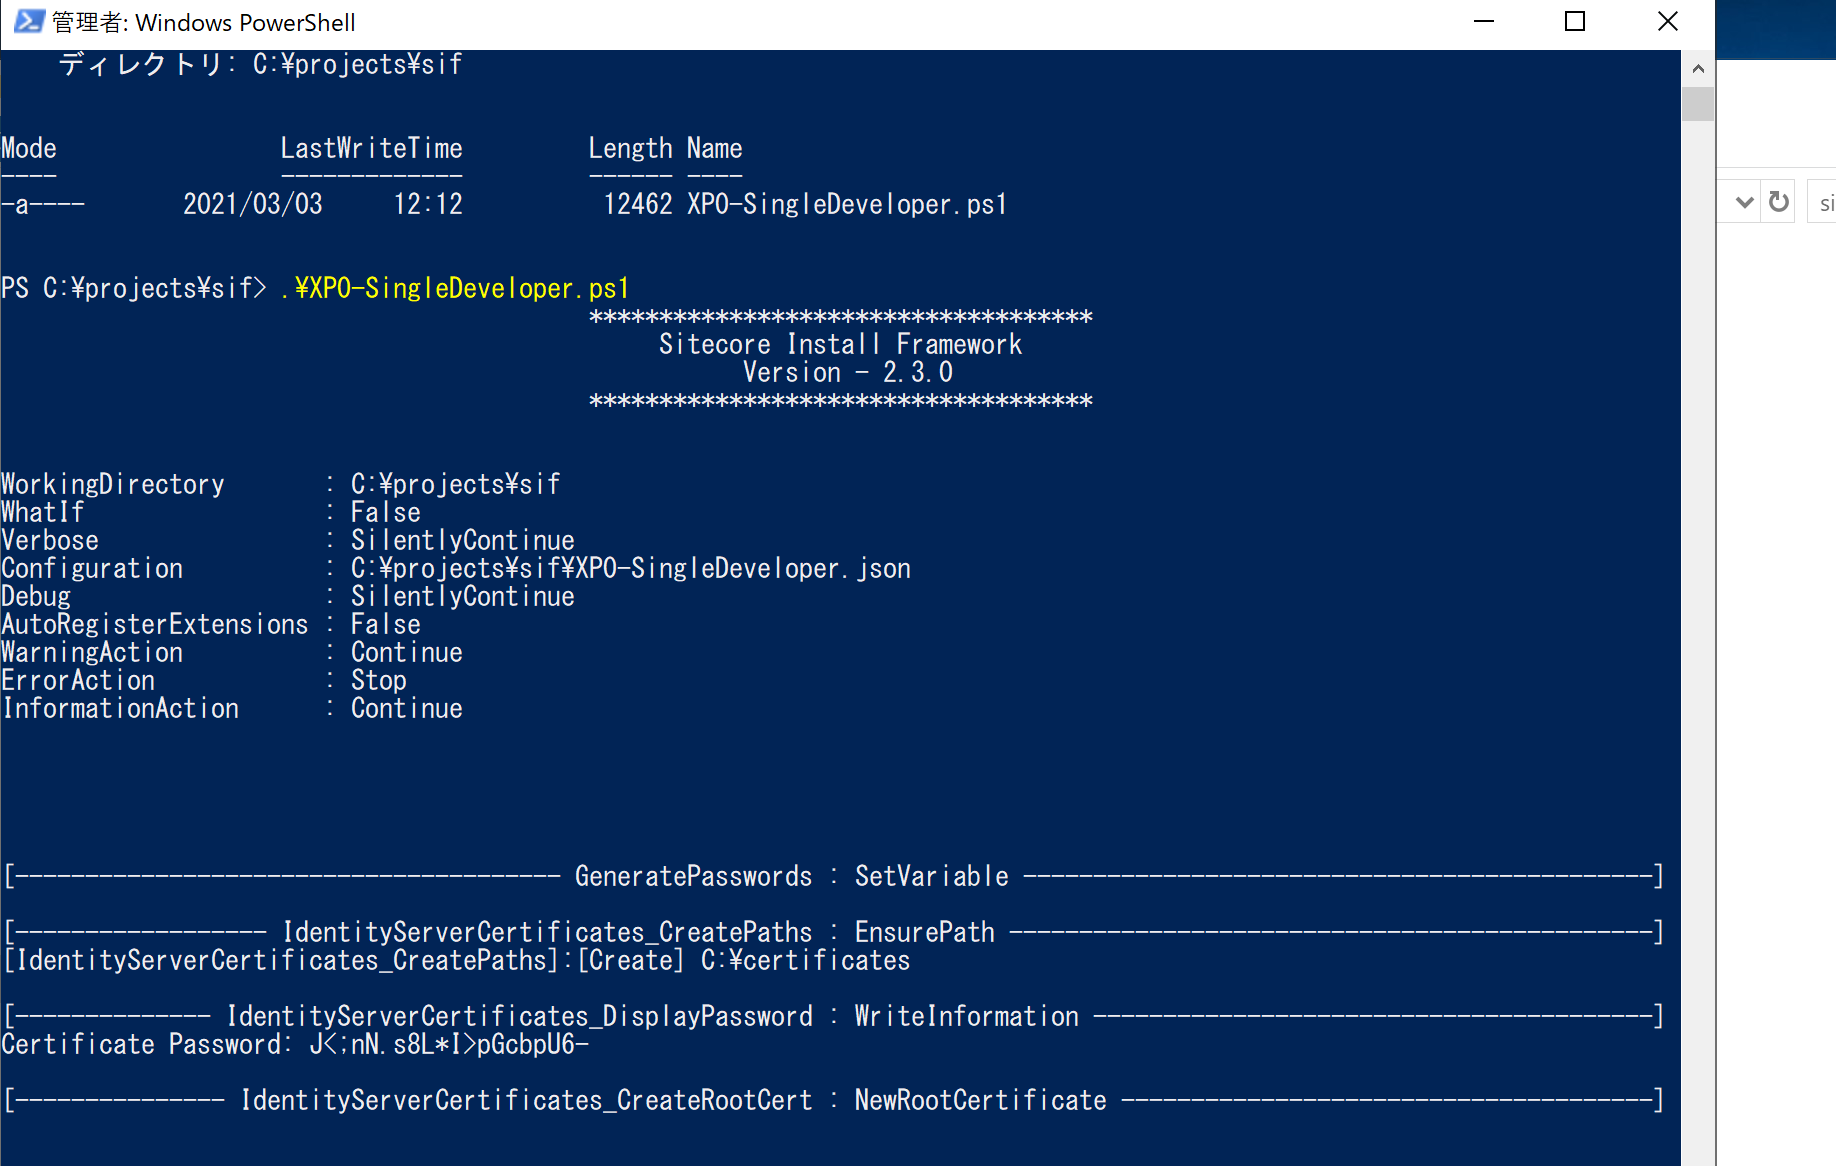 管理者: Windows PowerShell
ディレクトリ: C:¥projects¥sif
Mode LastWriteTime Length Name
---- ------------- ------ ----
-a---- 2021/03/03 12:12 12462 XP0-SingleDeveloper.ps1
PS C:¥projects¥sif> .¥XP0-SingleDeveloper.ps1
************************************
Sitecore Install Framework
Version - 2.3.0
************************************
WorkingDirectory : C:¥projects¥sif
WhatIf : False
Verbose : SilentlyContinue
Configuration : C:¥projects¥sif¥XP0-SingleDeveloper.json
Debug : SilentlyContinue
AutoRegisterExtensions : False
WarningAction : Continue
ErrorAction : Stop
InformationAction : Continue
[--------------------------------------- GeneratePasswords : SetVariable ---------------------------------------------]
[------------------ IdentityServerCertificates_CreatePaths : EnsurePath ----------------------------------------------]
[IdentityServerCertificates_CreatePaths]:[Create] C:¥certificates
[-------------- IdentityServerCertificates_DisplayPassword : WriteInformation ----------------------------------------]
Certificate Password: J<;nN.s8L*I>pGcbpU6-
[--------------- IdentityServerCertificates_CreateRootCert : NewRootCertificate --------------------------------------]
si